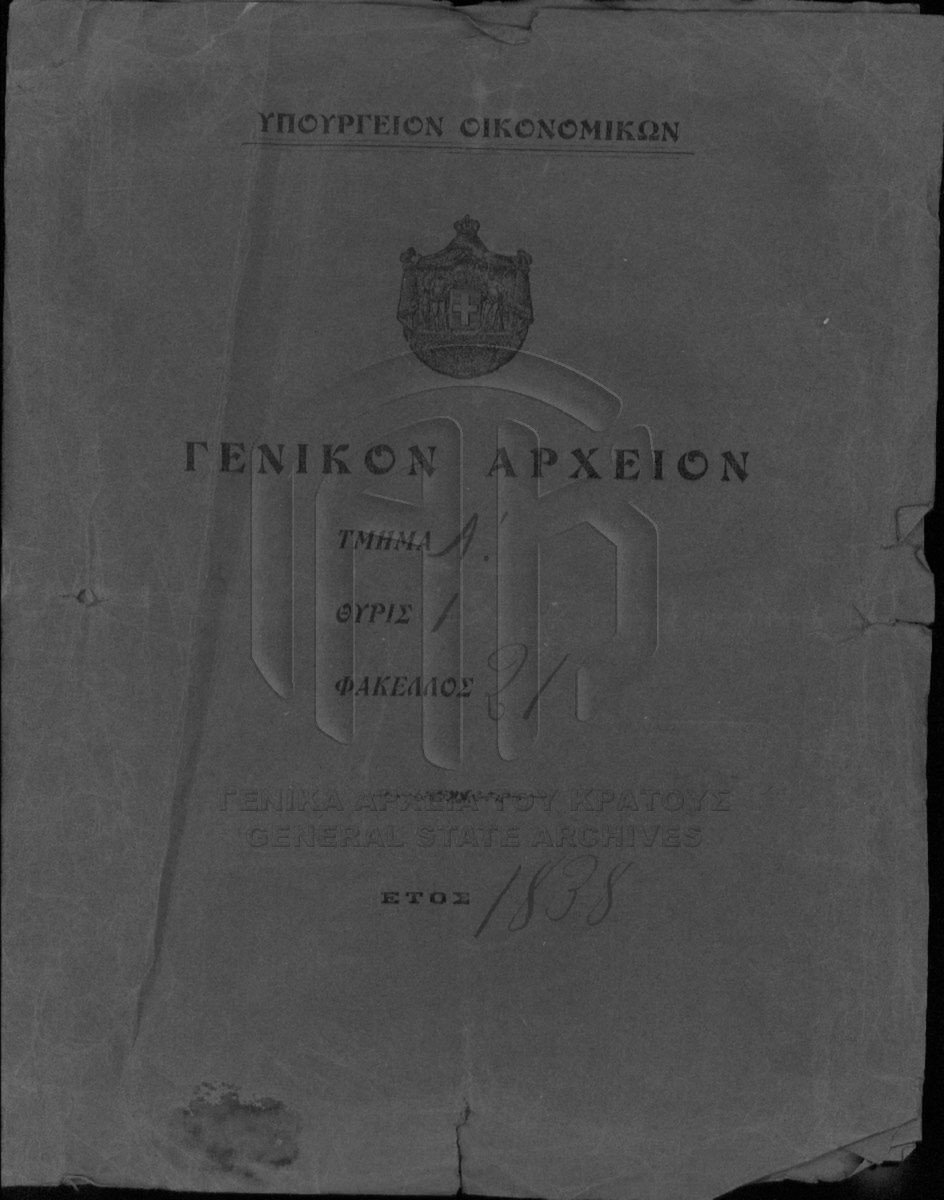 ΥΠΟΥΡΓΕΙΟΝ ΟΙΚΟΝΟΜΙΚΩΝ
ΓΕΝΙΚΟΝ ΑΡΧΕΙΟΝ
ΤΜΗΜΑ Α'.
ΘΥΡΙΣ 1
ΦΑΚΕΛΛΟΣ 21
ΓΕΝΙΚΑ ΑΡΧΕΙΑ ΤΟΥ ΚΡΑΤΟΥΣ
GENERAL STATE ARCHIVES
ΕΤΟΣ 1838